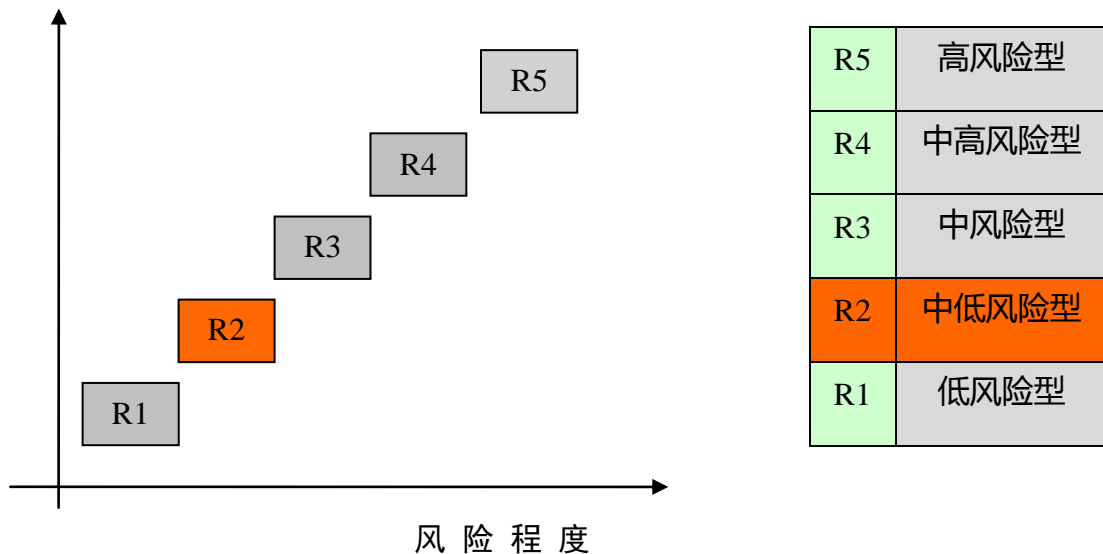 R5
R4
R3
R2
R1
风 险 程 度
R5 高风险型
R4 中高风险型
R3 中风险型
R2 中低风险型
R1 低风险型